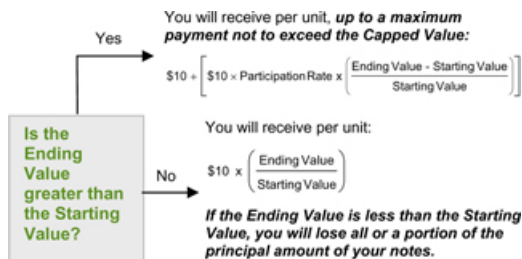 You will receive per unit, up to a maximum
payment not to exceed the Capped Value:
Yes
$10 + [ $10 × Participation Rate x ( Ending Value - Starting Value / Starting Value ) ]
Is the
Ending
Value
greater than
the Starting
Value?
No
You will receive per unit:
$10 x ( Ending Value / Starting Value )
If the Ending Value is less than the Starting
Value, you will lose all or a portion of the
principal amount of your notes.